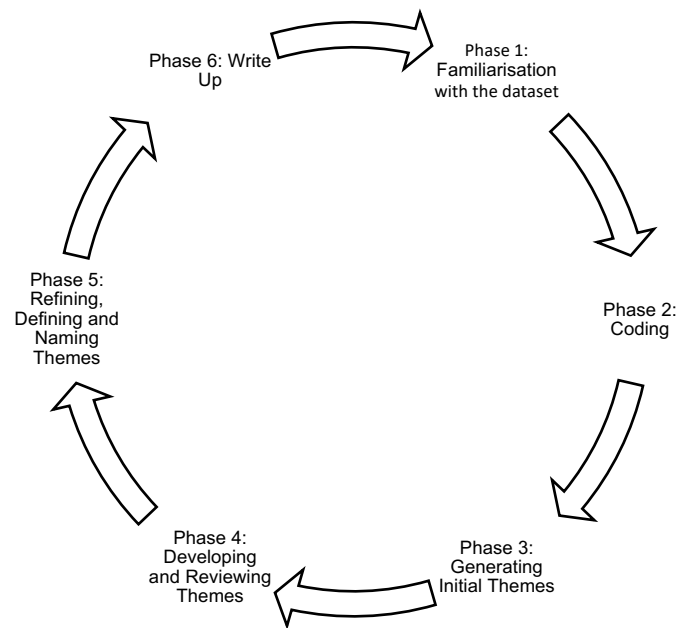 Phase 1:
Familiarisation
with the dataset
Phase 2:
Coding
Phase 3:
Generating
Initial Themes
Phase 4:
Developing
and Reviewing
Themes
Phase 5:
Refining,
Defining and
Naming
Themes
Phase 6: Write
Up